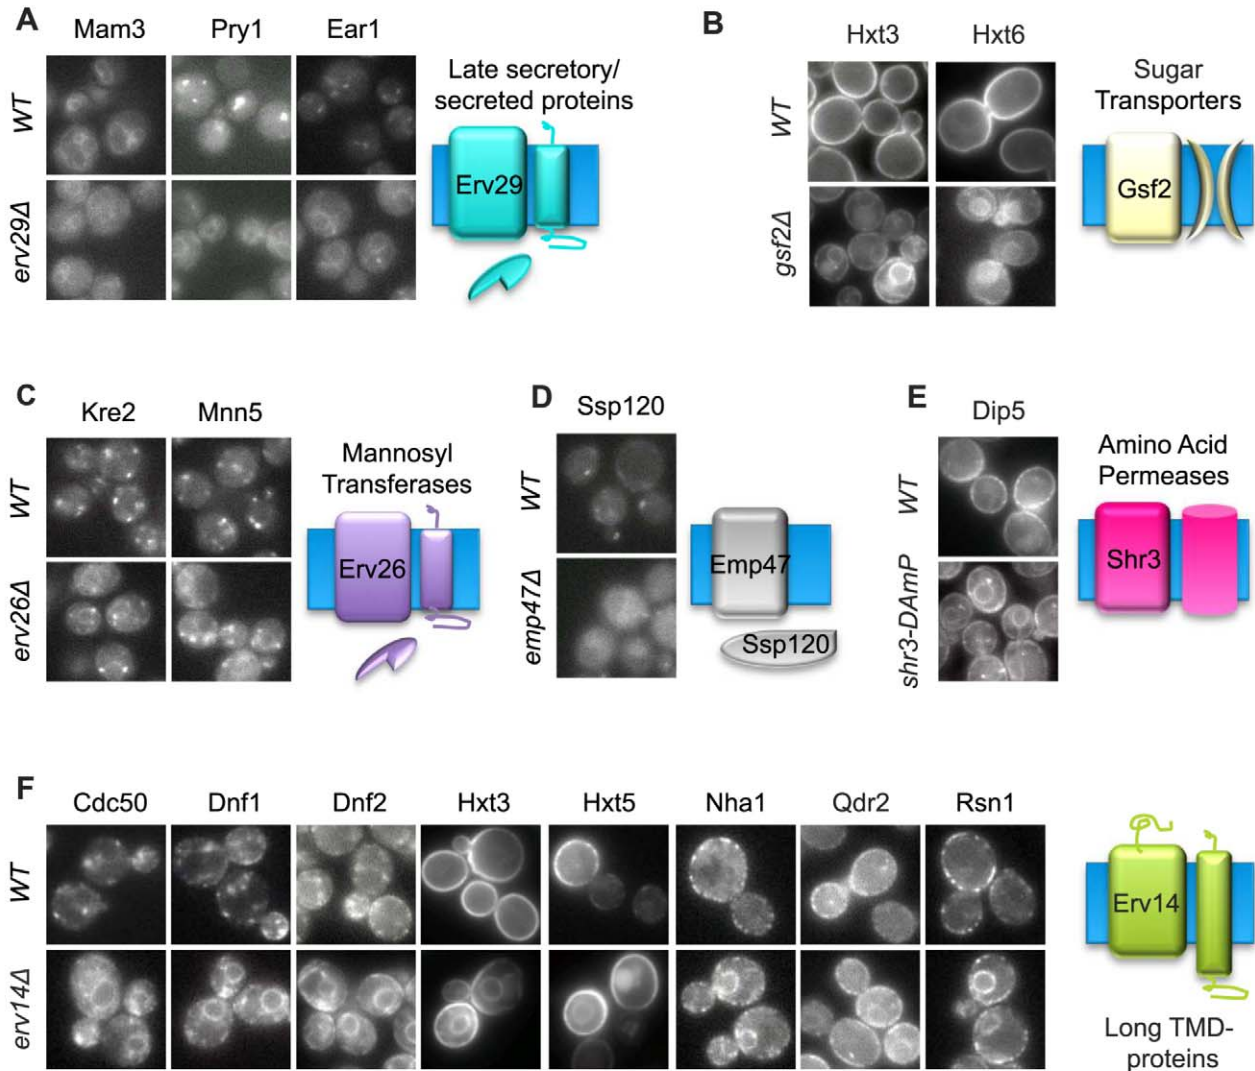 A
Mam3 Pry1 Ear1
WT
erv29Δ
Late secretory/
secreted proteins
Erv29
B
Hxt3 Hxt6
WT
gsf2Δ
Sugar
Transporters
Gsf2
C
Kre2 Mnn5
WT
erv26Δ
Mannosyl
Transferases
Erv26
D
Ssp120
WT
emp47Δ
Emp47
Ssp120
E
Dip5
WT
shr3-DAmP
Amino Acid
Permeases
Shr3
F
Cdc50 Dnf1 Dnf2 Hxt3 Hxt5 Nha1 Qdr2 Rsn1
WT
erv14Δ
Erv14
Long TMD-
proteins